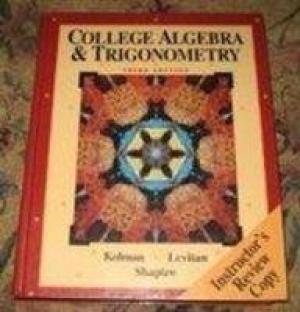 COLLEGE ALGEBRA
& TRIGONOMETRY
THIRD EDITION
Kolman Levitan
Shapiro
Instructor's
Review
Copy